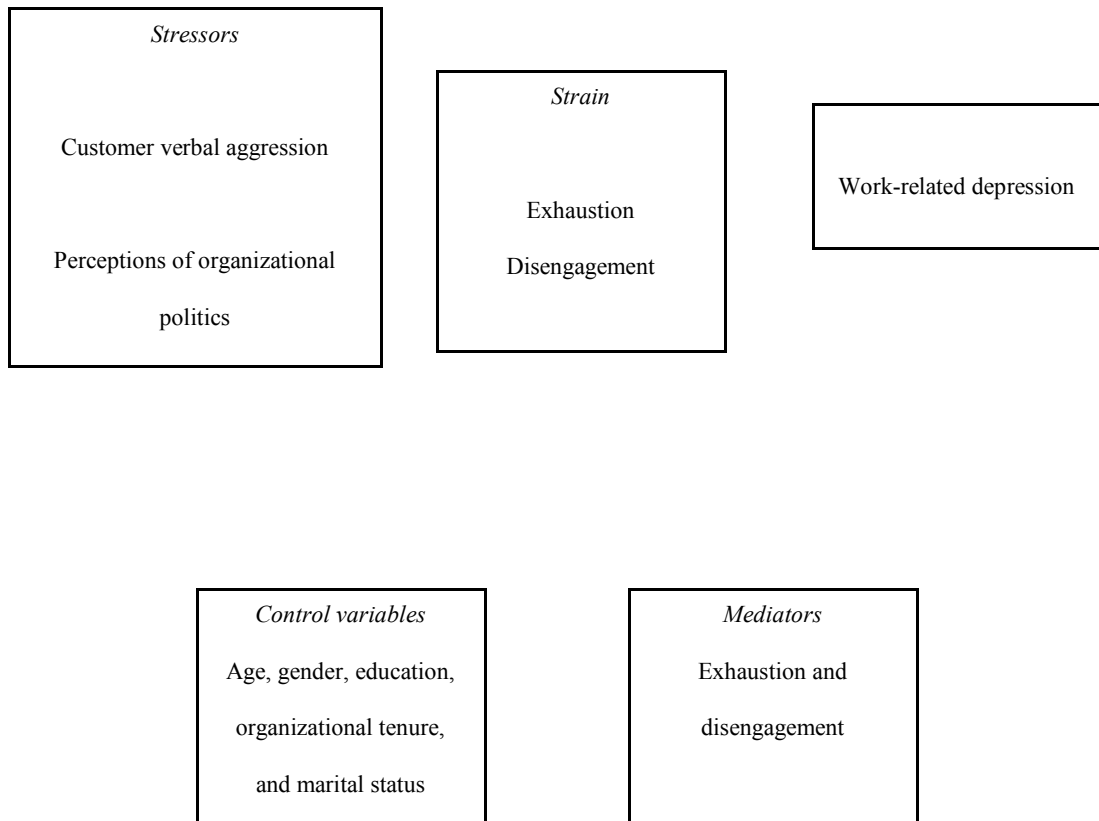 Stressors
Customer verbal aggression
Perceptions of organizational
politics
Strain
Exhaustion
Disengagement
Work-related depression
Control variables
Age, gender, education,
organizational tenure,
and marital status
Mediators
Exhaustion and
disengagement